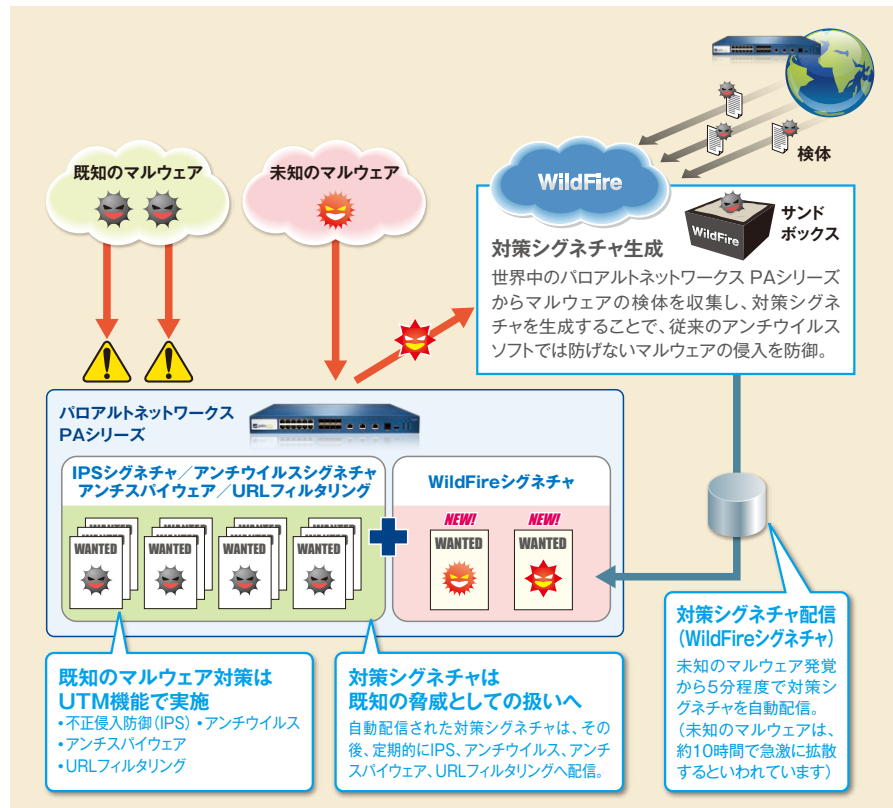 検体
既知のマルウェア
未知のマルウェア
WildFire
WildFire
サンド
ボックス
対策シグネチャ生成
世界中のパロアルトネットワークス PAシリーズ
からマルウェアの検体を収集し、対策シグネ
チャを生成することで、従来のアンチウイルス
ソフトでは防げないマルウェアの侵入を防御。
パロアルトネットワークス
PAシリーズ
IPSシグネチャ／アンチウイルスシグネチャ
アンチスパイウェア／URLフィルタリング
WANTED
WANTED
WANTED
WANTED
WildFireシグネチャ
NEW!
NEW!
WANTED
WANTED
既知のマルウェア対策は
UTM機能で実施
•不正侵入防御（IPS） •アンチウイルス
•アンチスパイウェア
•URLフィルタリング
対策シグネチャは
既知の脅威としての扱いへ
自動配信された対策シグネチャは、その
後、定期的にIPS、アンチウイルス、アンチ
スパイウェア、URLフィルタリングへ配信。
対策シグネチャ配信
（WildFireシグネチャ）
未知のマルウェア発覚
から5分程度で対策シ
グネチャを自動配信。
（未知のマルウェアは、
約10時間で急激に拡散
するといわれています）